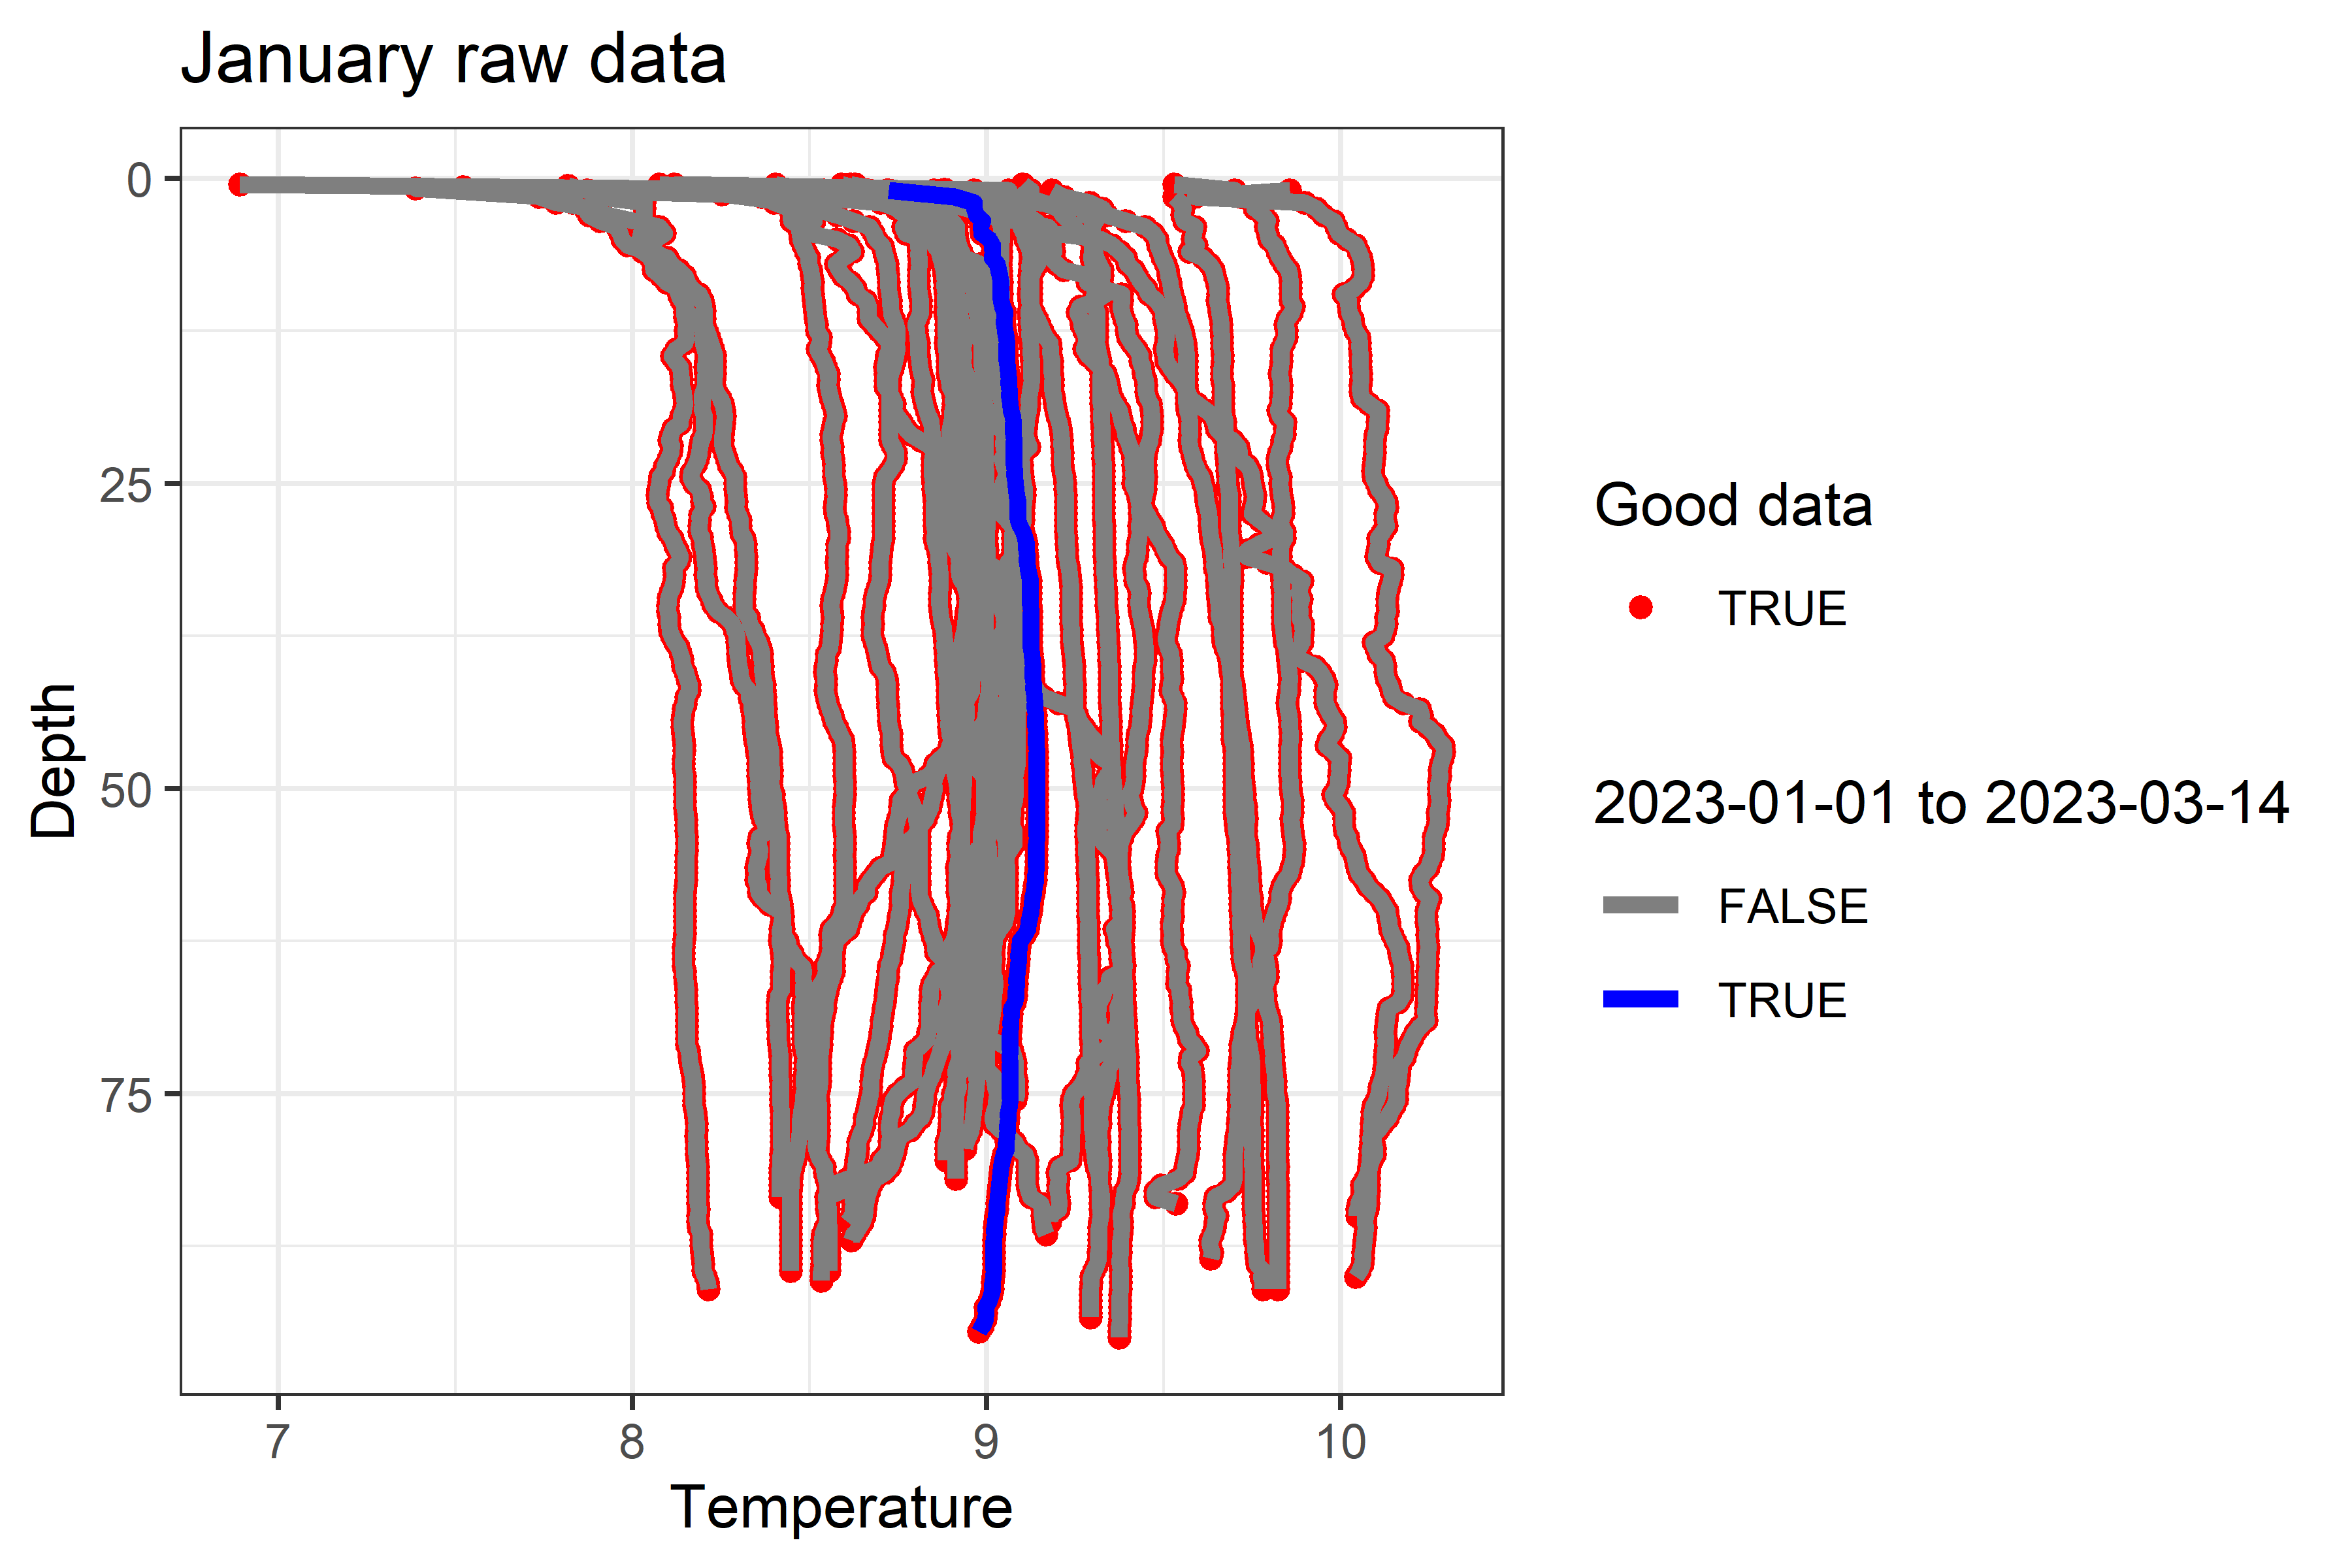 January raw data
0
25
50
75
Depth
7 8 9 10
Temperature
Good data
TRUE
2023-01-01 to 2023-03-14
FALSE
TRUE